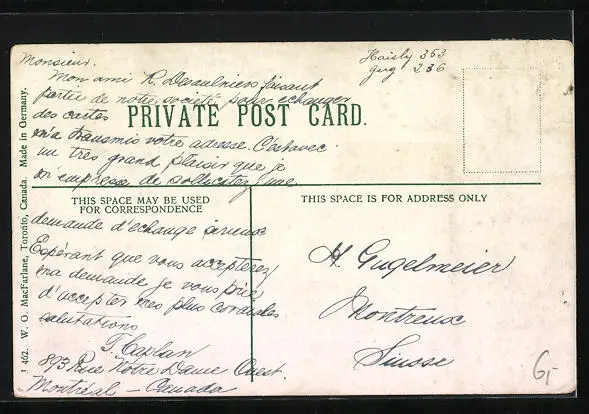 Monsieur.
Mon ami R. Desaulniers faisant
partie de notre société pour échanger
des cartes
m'a transmis votre adresse. C'est avec
un très grand plaisir que je
m'empresse de solliciter une
demande d'échange sérieuse
Espérant que vous accepterez
ma demande je vous prie
d'accepter mes plus cordiales
salutations
T. Caplan
893 Rue Notre Dame Ouest.
Montréal - Canada
353
236
PRIVATE POST CARD.
THIS SPACE MAY BE USED
FOR CORRESPONDENCE
THIS SPACE IS FOR ADDRESS ONLY
H. Gugelmeier
Montreux
Suisse
6,-
462. W. G. MacFarlane, Toronto, Canada. Made in Germany.